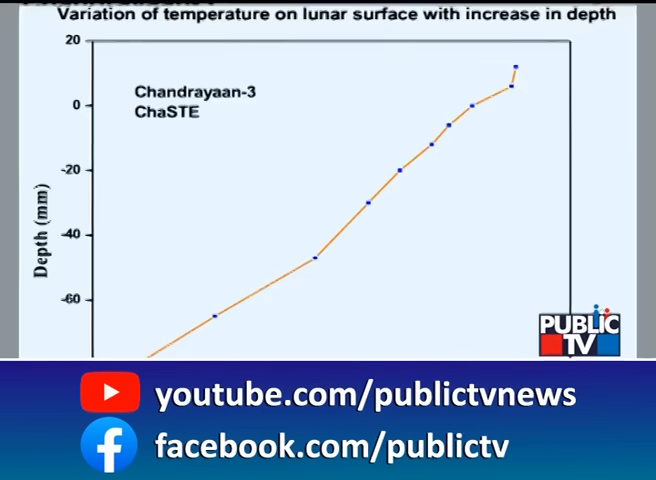 Variation of temperature on lunar surface with increase in depth
20
Chandrayaan-3
ChaSTE
0
-20
-40
-60
Depth (mm)
PUBLIC
TV
youtube.com/publictvnews
facebook.com/publictv